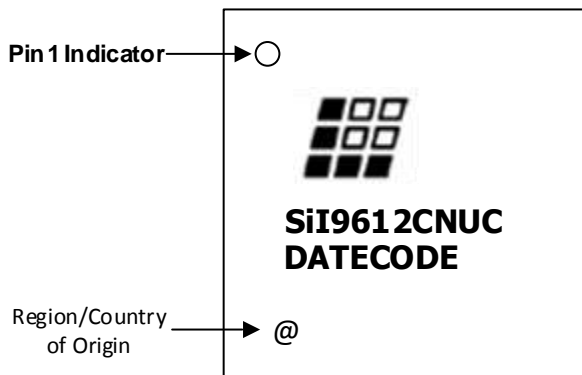 Pin 1 Indicator
SiI9612CNUC
DATECODE
Region/Country
of Origin
@